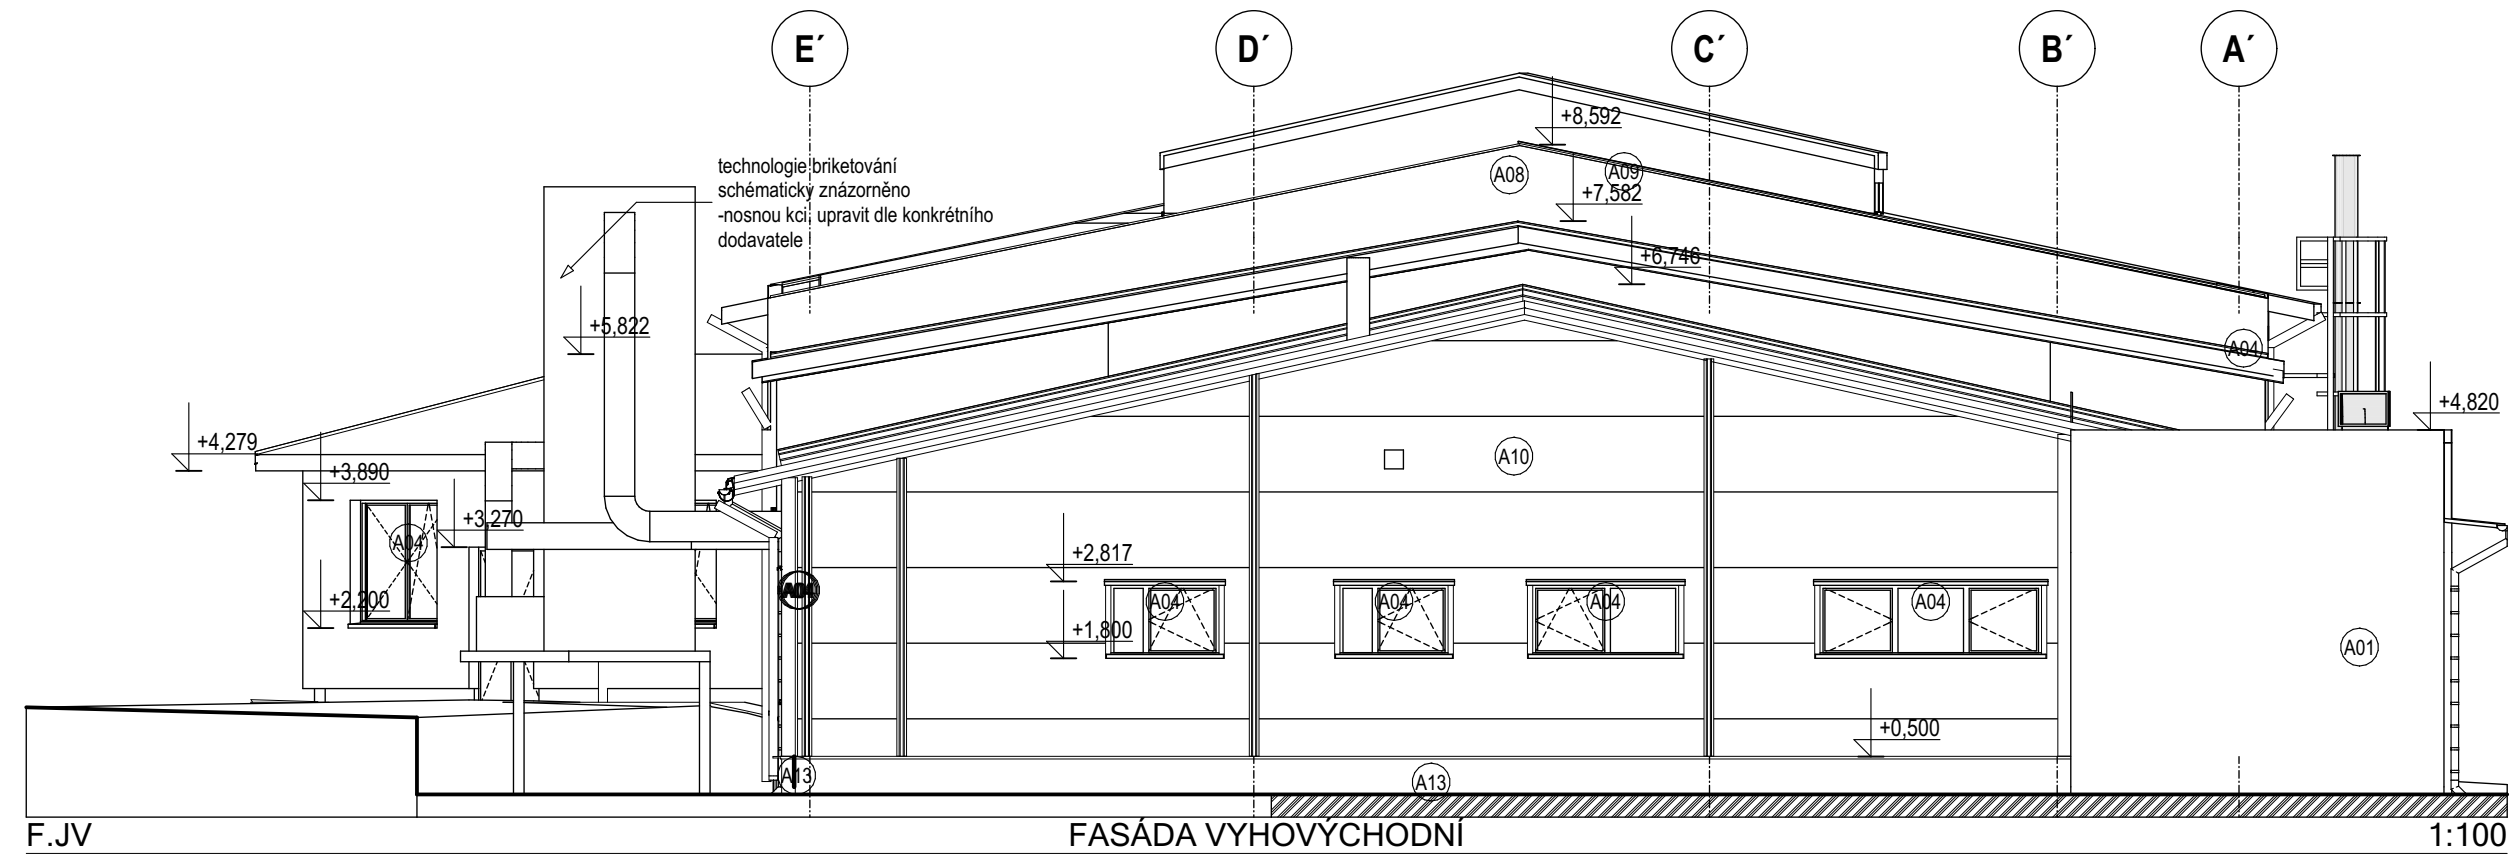 E´ D´ C´ B´ A´
+8,592
technologie briketování
schématicky znázorněno
-nosnou kci. upravit dle konkrétního
dodavatele
A08 A09
+7,582
+6,746
+5,822
A04
+4,820
+4,279
+3,890
A10
+3,270
A04
+2,817
A04
+2,200
A04 A04 A04 A04
+1,800
A01
+0,500
A13 A13
F.JV FASÁDA VYHOVÝCHODNÍ 1:100